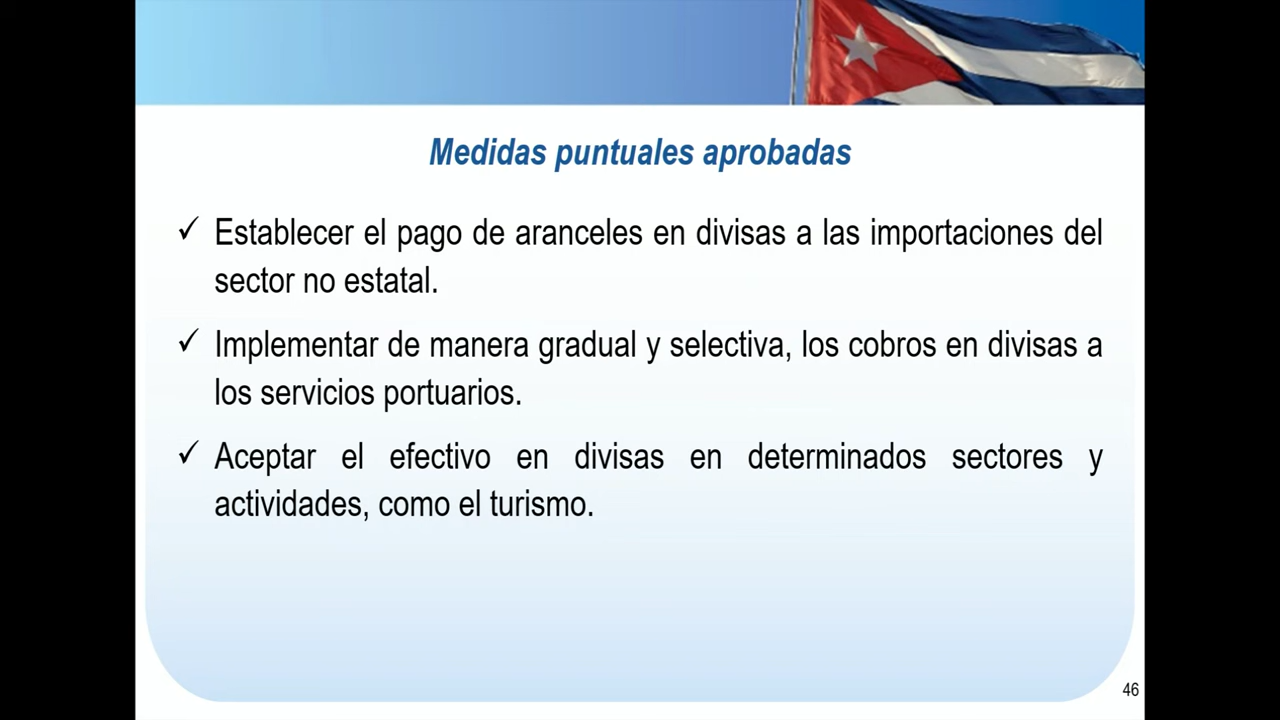 Medidas puntuales aprobadas
✓ Establecer el pago de aranceles en divisas a las importaciones del
sector no estatal.
✓ Implementar de manera gradual y selectiva, los cobros en divisas a
los servicios portuarios.
✓ Aceptar el efectivo en divisas en determinados sectores y
actividades, como el turismo.
46